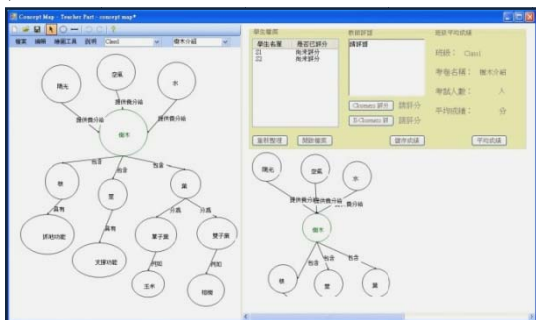 Concept Map - Teacher Part - concept map*
檔案 編輯 繪圖工具 說明 Class1 樹木介紹
陽光
空氣
水
提供養分給
提供養分給
提供養分給
樹木
包含
包含
包含
根
莖
葉
具有
具有
分為
分為
抓地功能
支撐功能
單子葉
雙子葉
例如
例如
玉米
學生檔案
學生名單 是否已評分
21 尚未評分
22 尚未評分
教師評語
請評語
班級平均成績
班級： Class1
考卷名稱： 樹木介紹
考試人數： 人
平均成績： 分
請評分
請評分
重新整理
開啟檔案
儲存成績
平均成績
陽光
空氣
水
提供養分給
養分給
樹木
包含
包含
包含
根
莖
葉